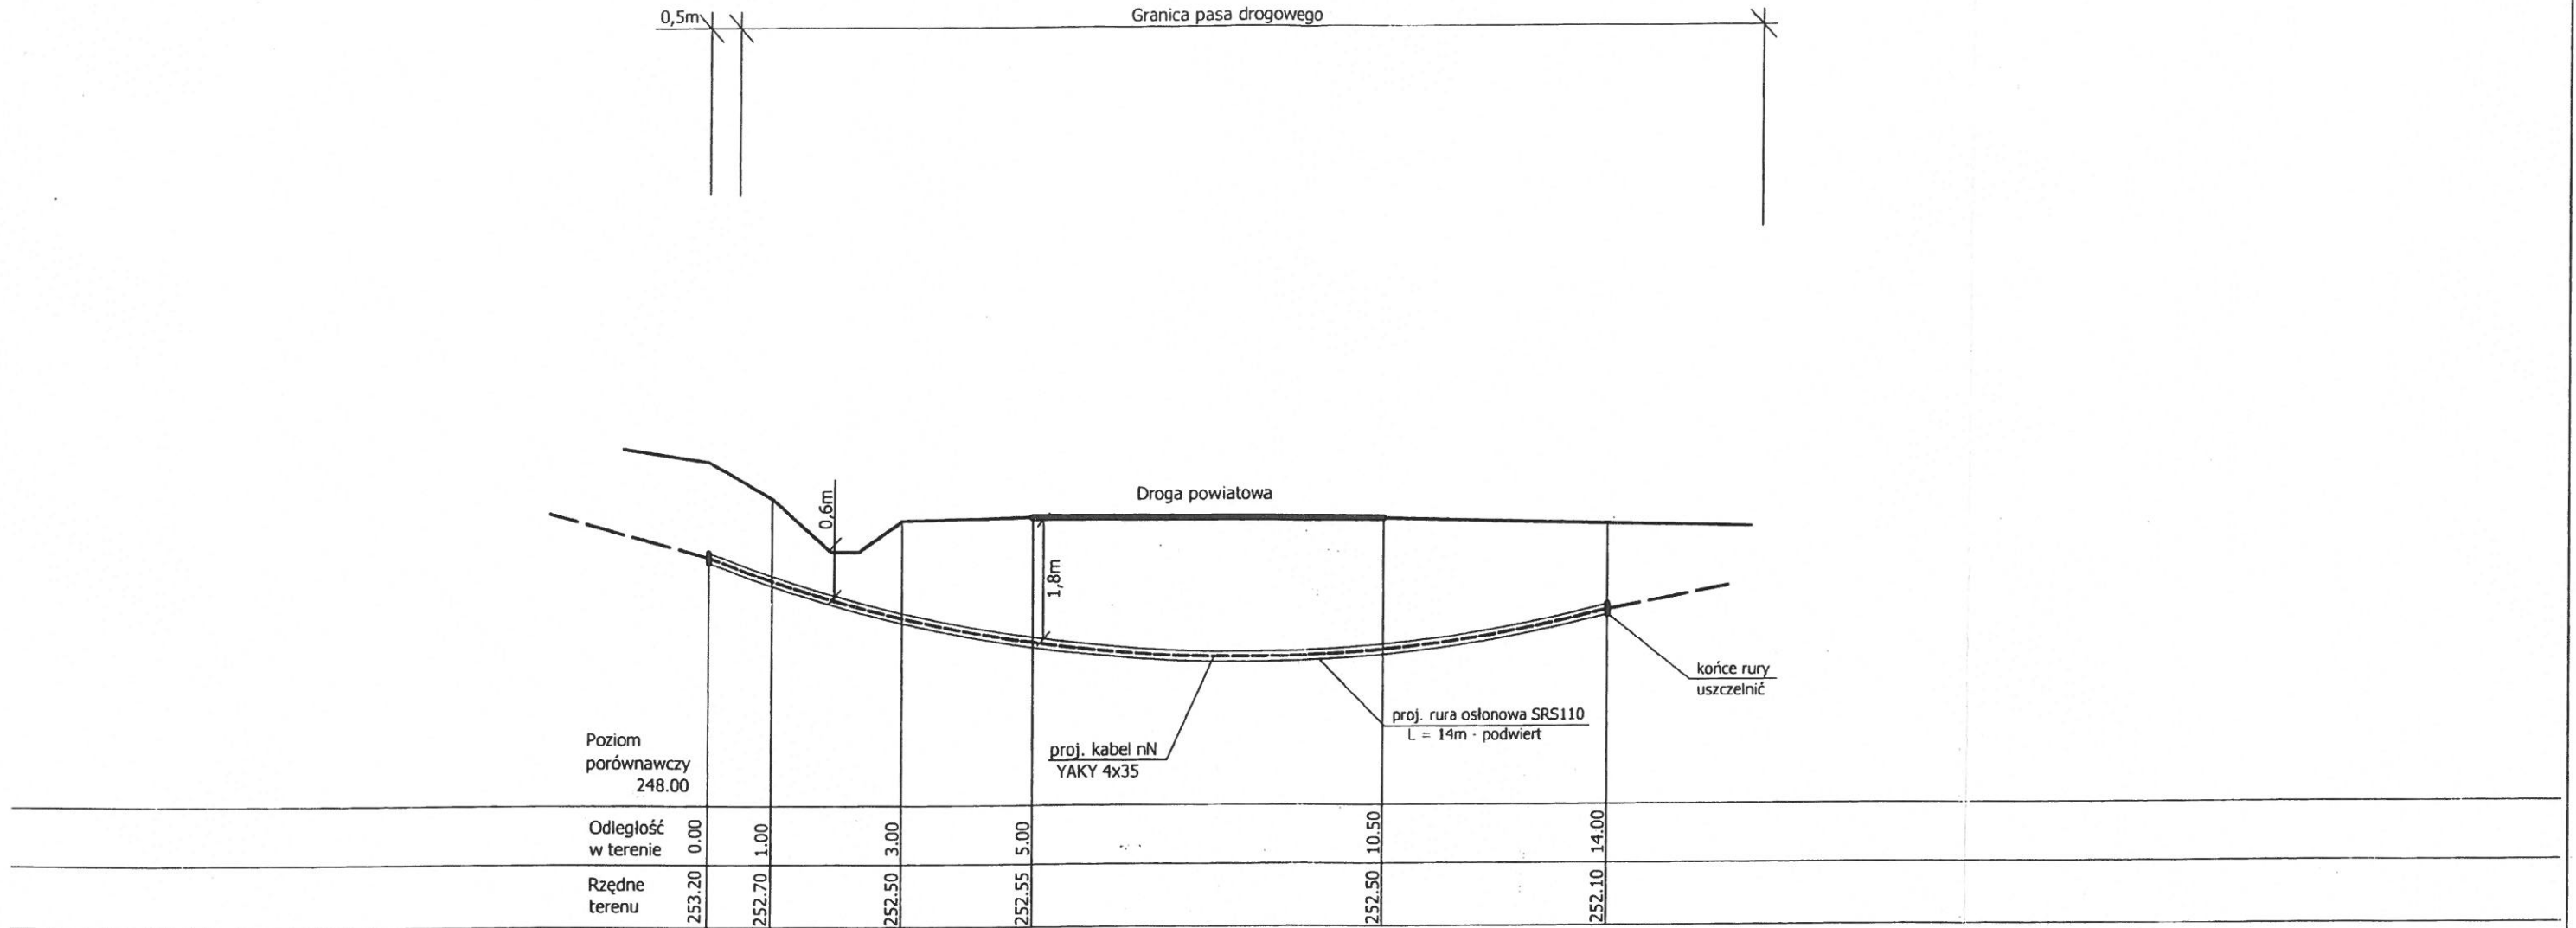 0,5m
Granica pasa drogowego
0,6m
Droga powiatowa
1,8m
końce rury
uszczelnić
proj. rura osłonowa SRS110
L = 14m - podwiert
proj. kabel nN
YAKY 4x35
Poziom
porównawczy
248.00
Odległość
w terenie
0.00
1.00
3.00
5.00
10.50
14.00
Rzędne
terenu
253.20
252.70
252.50
252.55
252.50
252.10